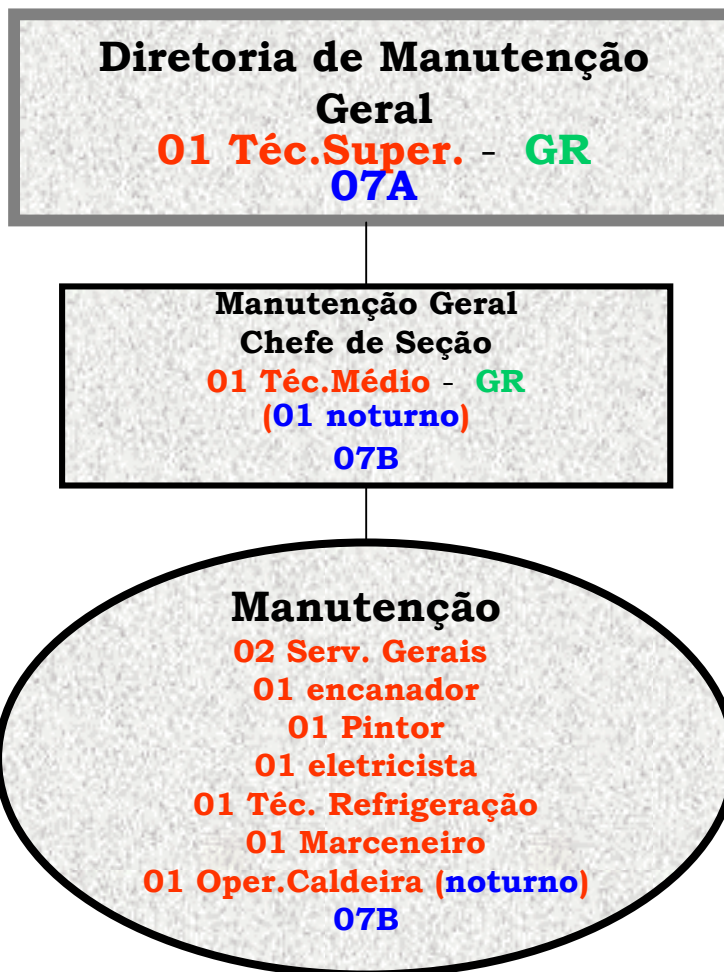 Diretoria de Manutenção
Geral
01 Téc.Super. - GR
07A
Manutenção Geral
Chefe de Seção
01 Téc.Médio - GR
(01 noturno)
07B
Manutenção
02 Serv. Gerais
01 encanador
01 Pintor
01 eletricista
01 Téc. Refrigeração
01 Marceneiro
01 Oper.Caldeira (noturno)
07B